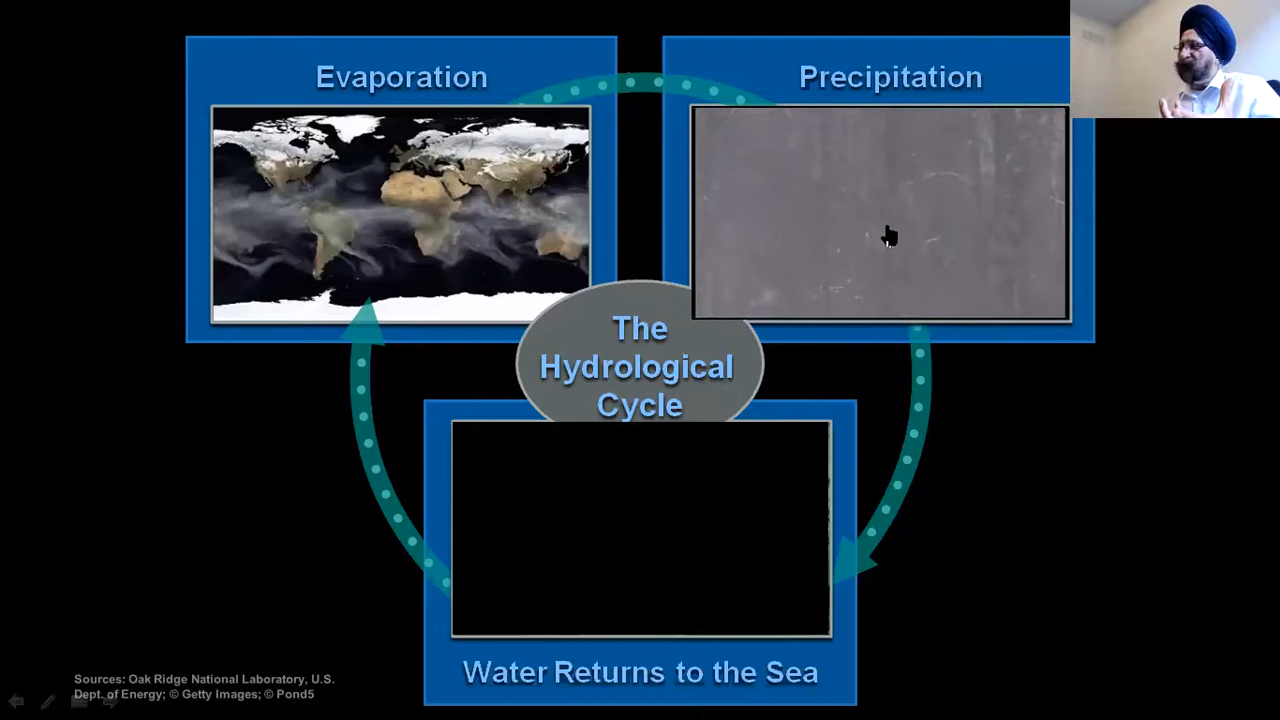 Evaporation
Precipitation
The
Hydrological
Cycle
Water Returns to the Sea
Sources: Oak Ridge National Laboratory, U.S.
Dept. of Energy; © Getty Images; © Pond5